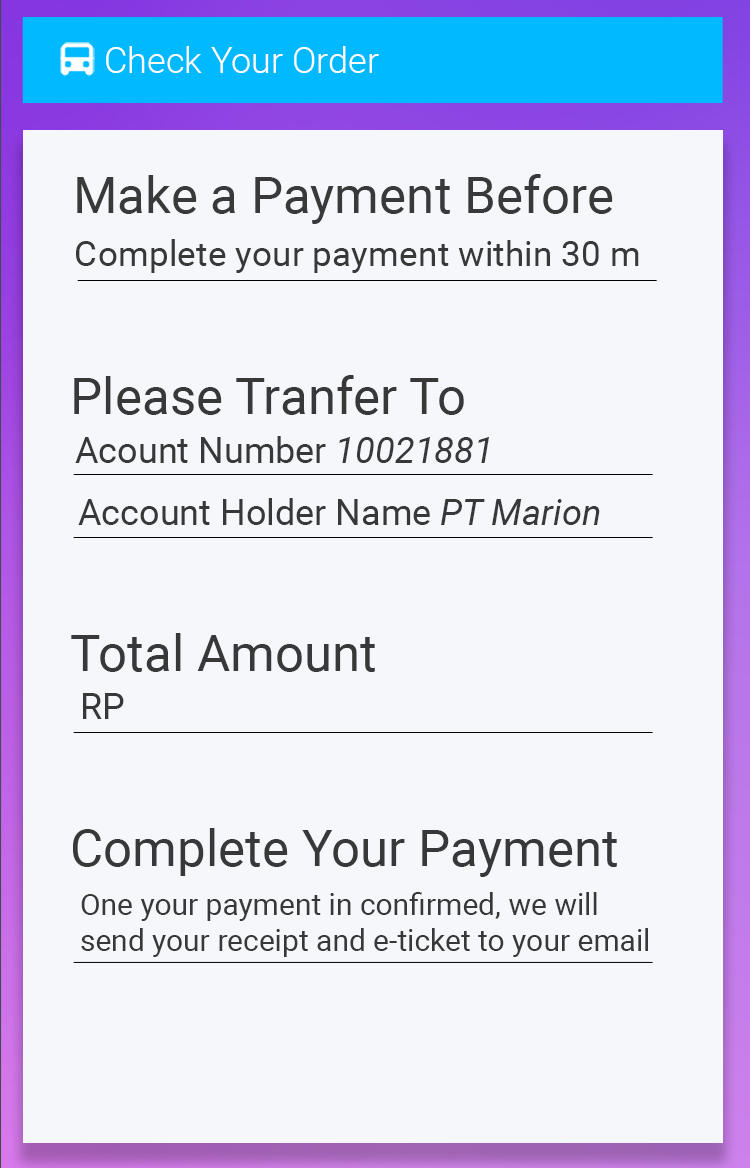 Check Your Order
Make a Payment Before
Complete your payment within 30 m
Please Tranfer To
Acount Number 10021881
Account Holder Name PT Marion
Total Amount
RP
Complete Your Payment
One your payment in confirmed, we will
send your receipt and e-ticket to your email